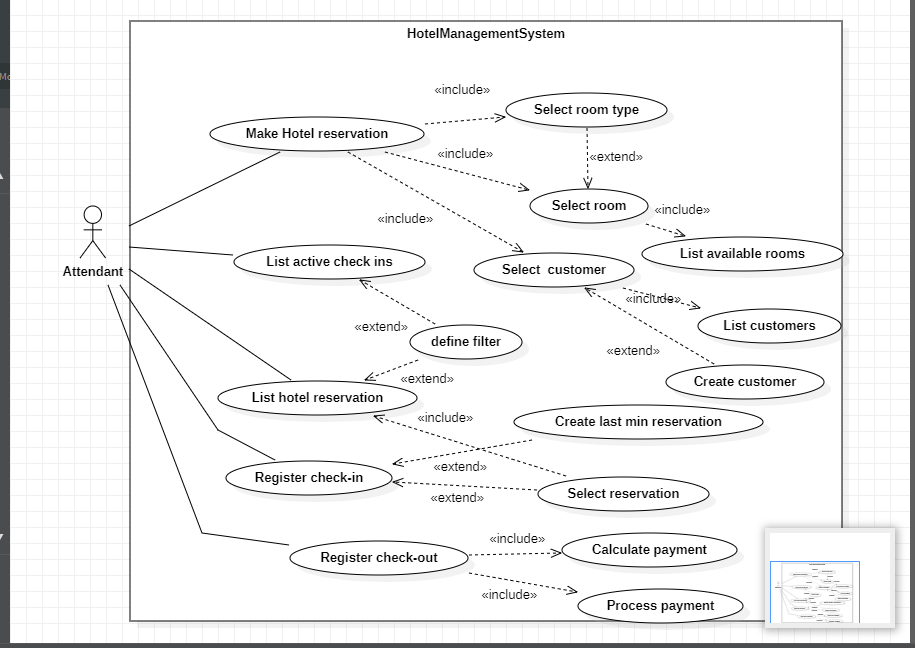 HotelManagementSystem
«include»
Select room type
Make Hotel reservation
«include»
«extend»
Select room
«include»
«include»
Attendant
List active check ins
Select  customer
List available rooms
«include»
«extend»
List customers
define filter
«extend»
«extend»
Create customer
List hotel reservation
«include»
Create last min reservation
«extend»
Register check-in
Select reservation
«extend»
«include»
Calculate payment
Register check-out
«include»
Process payment